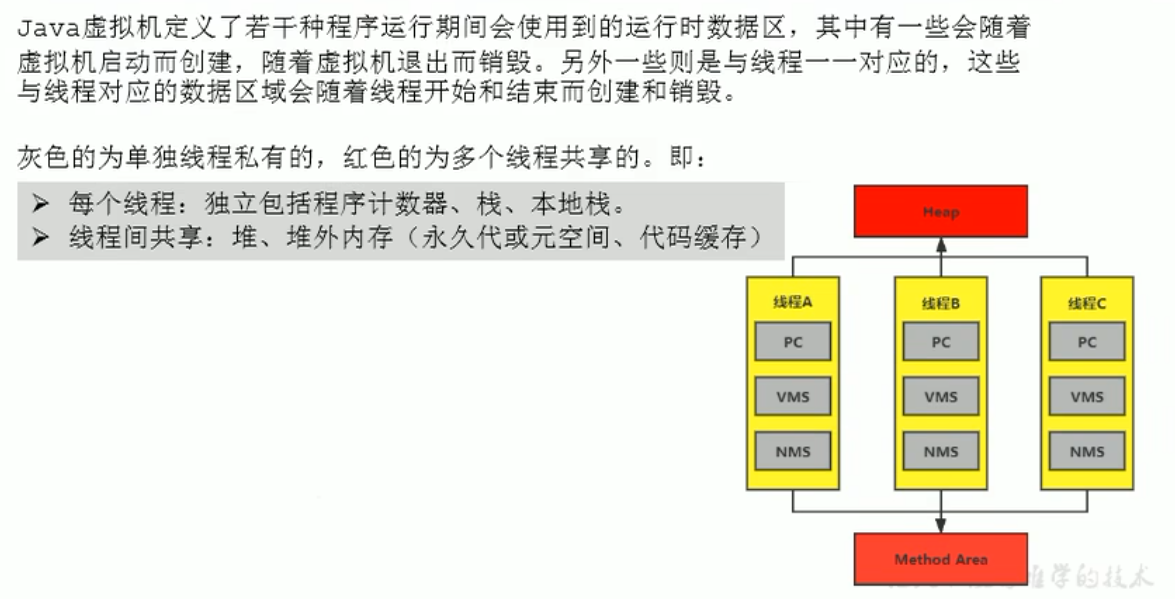 Java虚拟机定义了若干种程序运行期间会使用到的运行时数据区，其中有一些会随着
虚拟机启动而创建，随着虚拟机退出而销毁。另外一些则是与线程一一对应的，这些
与线程对应的数据区域会随着线程开始和结束而创建和销毁。
灰色的为单独线程私有的，红色的为多个线程共享的。即：
➢ 每个线程：独立包括程序计数器、栈、本地栈。
➢ 线程间共享：堆、堆外内存（永久代或元空间、代码缓存）
Heap
线程A
PC
VMS
NMS
线程B
PC
VMS
NMS
线程C
PC
VMS
NMS
Method Area
学的技术